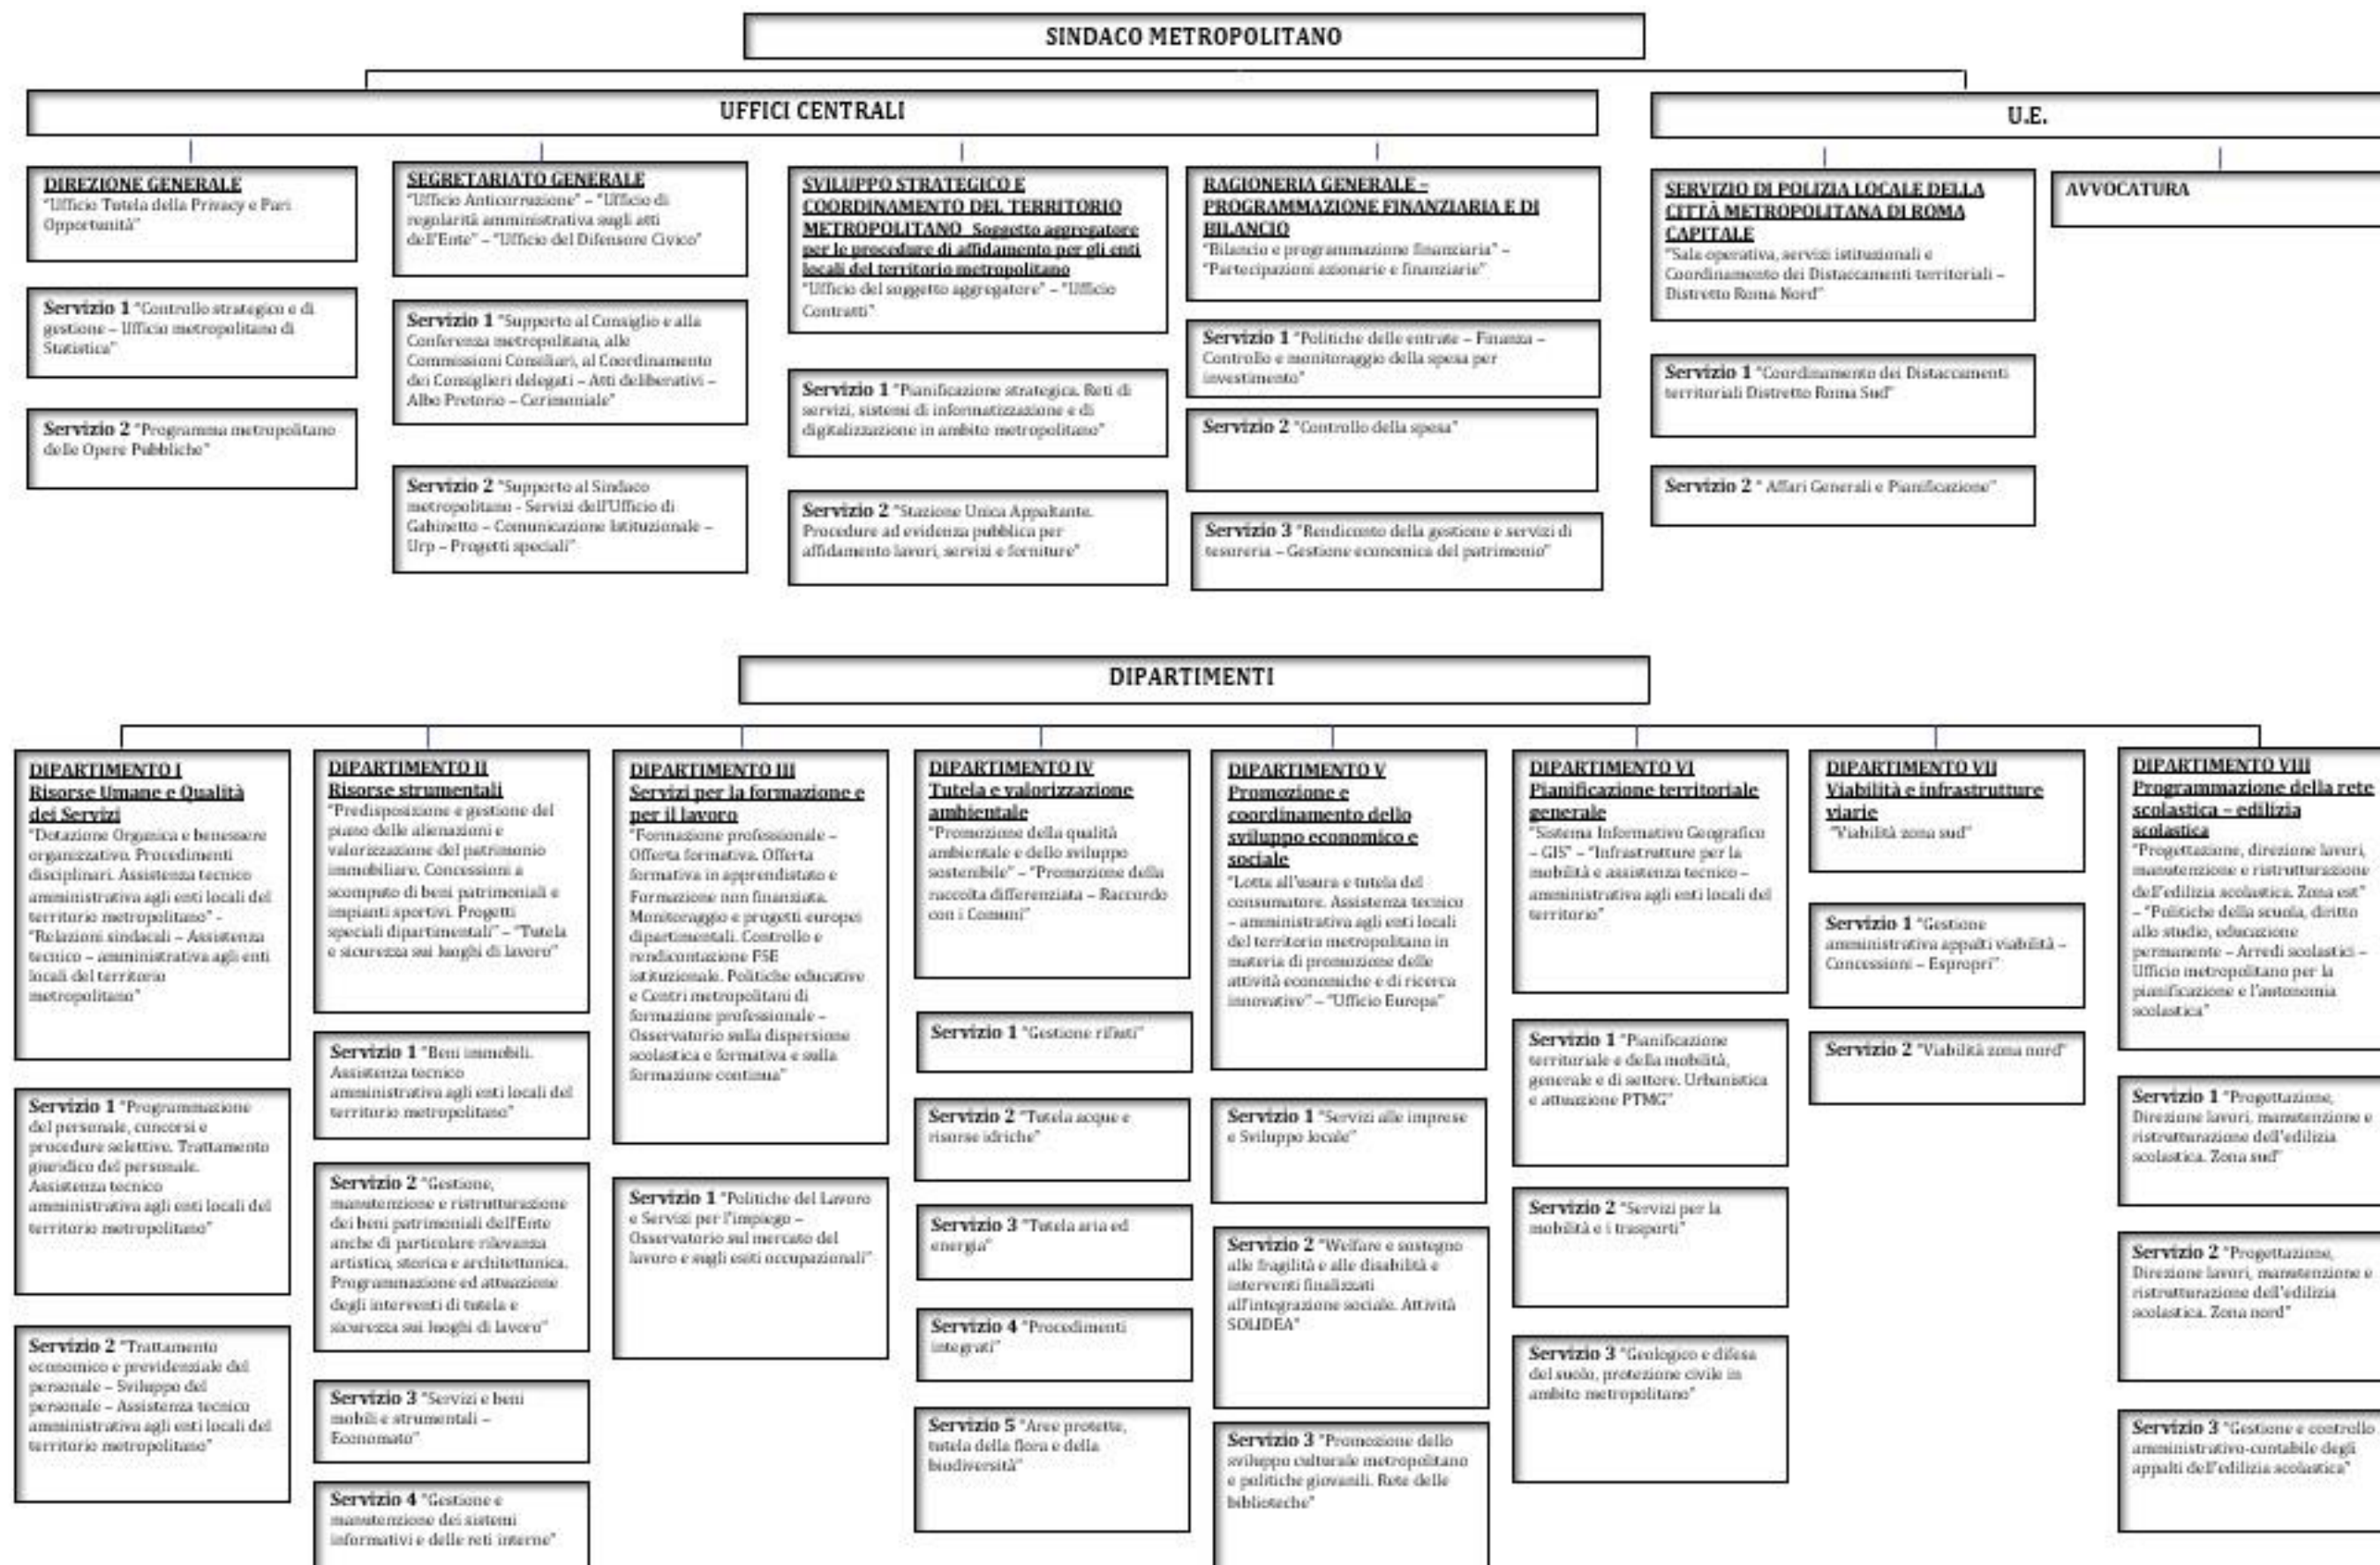 SINDACO METROPOLITANO
UFFICI CENTRALI
U.E.
DIREZIONE GENERALE
"Ufficio Tutela della Privacy e Pari
Opportunità"
Servizio 1 "Controllo strategico e di
gestione – Ufficio metropolitano di
Statistica"
Servizio 2 "Programma metropolitano
delle Opere Pubbliche"
SEGRETARIATO GENERALE
"Ufficio Anticorruzione" – "Ufficio di
regolarità amministrativa sugli atti
dell'Ente" – "Ufficio del Difensore Civico"
Servizio 1 "Supporto al Consiglio e alla
Conferenza metropolitana, alle
Commissioni Consiliari, al Coordinamento
dei Consiglieri delegati – Atti deliberativi –
Albo Pretorio – Cerimoniale"
Servizio 2 "Supporto al Sindaco
metropolitano - Servizi dell'Ufficio di
Gabinetto – Comunicazione Istituzionale –
Urp – Progetti speciali"
SVILUPPO STRATEGICO E
COORDINAMENTO DEL TERRITORIO
METROPOLITANO Soggetto aggregatore
per le procedure di affidamento per gli enti
locali del territorio metropolitano
"Ufficio del soggetto aggregatore" – "Ufficio
Contratti"
Servizio 1 "Pianificazione strategica. Reti di
servizi, sistemi di informatizzazione e di
digitalizzazione in ambito metropolitano"
Servizio 2 "Stazione Unica Appaltante.
Procedure ad evidenza pubblica per
affidamento lavori, servizi e forniture"
RAGIONERIA GENERALE –
PROGRAMMAZIONE FINANZIARIA E DI
BILANCIO
"Bilancio e programmazione finanziaria" –
"Partecipazioni azionarie e finanziarie"
Servizio 1 "Politiche delle entrate – Finanza –
Controllo e monitoraggio della spesa per
investimento"
Servizio 2 "Controllo della spesa"
Servizio 3 "Rendiconto della gestione e servizi di
tesoreria – Gestione economica del patrimonio"
SERVIZIO DI POLIZIA LOCALE DELLA
CITTÀ METROPOLITANA DI ROMA
CAPITALE
"Sala operativa, servizi istituzionali e
Coordinamento dei Distaccamenti territoriali –
Distretto Roma Nord"
Servizio 1 "Coordinamento dei Distaccamenti
territoriali Distretto Roma Sud"
Servizio 2 " Affari Generali e Pianificazione"
AVVOCATURA
DIPARTIMENTI
DIPARTIMENTO I
Risorse Umane e Qualità
dei Servizi
"Dotazione Organica e benessere
organizzativo. Procedimenti
disciplinari. Assistenza tecnico
amministrativa agli enti locali del
territorio metropolitano" -
"Relazioni sindacali – Assistenza
tecnico – amministrativa agli enti
locali del territorio
metropolitano"
Servizio 1 "Programmazione
del personale, concorsi e
procedure selettive. Trattamento
giuridico del personale.
Assistenza tecnico
amministrativa agli enti locali del
territorio metropolitano"
Servizio 2 "Trattamento
economico e previdenziale del
personale – Sviluppo del
personale – Assistenza tecnico
amministrativa agli enti locali del
territorio metropolitano"
DIPARTIMENTO II
Risorse strumentali
"Predisposizione e gestione del
piano delle alienazioni e
valorizzazione del patrimonio
immobiliare. Concessioni a
scomputo di beni patrimoniali e
impianti sportivi. Progetti
speciali dipartimentali" – "Tutela
e sicurezza sui luoghi di lavoro"
Servizio 1 "Beni immobili.
Assistenza tecnico
amministrativa agli enti locali del
territorio metropolitano"
Servizio 2 "Gestione,
manutenzione e ristrutturazione
dei beni patrimoniali dell'Ente
anche di particolare rilevanza
artistica, storica e architettonica.
Programmazione ed attuazione
degli interventi di tutela e
sicurezza sui luoghi di lavoro"
Servizio 3 "Servizi e beni
mobili e strumentali –
Economato"
Servizio 4 "Gestione e
manutenzione dei sistemi
informativi e delle reti interne"
DIPARTIMENTO III
Servizi per la formazione e
per il lavoro
"Formazione professionale –
Offerta formativa. Offerta
formativa in apprendistato e
Formazione non finanziata.
Monitoraggio e progetti europei
dipartimentali. Controllo e
rendicontazione FSE
istituzionale. Politiche educative
e Centri metropolitani di
formazione professionale –
Osservatorio sulla dispersione
scolastica e formativa e sulla
formazione continua"
Servizio 1 "Politiche del Lavoro
e Servizi per l'impiego –
Osservatorio sul mercato del
lavoro e sugli esiti occupazionali"
DIPARTIMENTO IV
Tutela e valorizzazione
ambientale
"Promozione della qualità
ambientale e dello sviluppo
sostenibile" – "Promozione della
raccolta differenziata – Raccordo
con i Comuni"
Servizio 1 "Gestione rifiuti"
Servizio 2 "Tutela acque e
risorse idriche"
Servizio 3 "Tutela aria ed
energia"
Servizio 4 "Procedimenti
integrati"
Servizio 5 "Aree protette,
tutela della flora e della
biodiversità"
DIPARTIMENTO V
Promozione e
coordinamento dello
sviluppo economico e
sociale
"Lotta all'usura e tutela del
consumatore. Assistenza tecnico
– amministrativa agli enti locali
del territorio metropolitano in
materia di promozione delle
attività economiche e di ricerca
innovative" – "Ufficio Europa"
Servizio 1 "Servizi alle imprese
e Sviluppo locale"
Servizio 2 "Welfare e sostegno
alle fragilità e alle disabilità e
interventi finalizzati
all'integrazione sociale. Attività
SOLIDEA"
Servizio 3 "Promozione dello
sviluppo culturale metropolitano
e politiche giovanili. Rete delle
biblioteche"
DIPARTIMENTO VI
Pianificazione territoriale
generale
"Sistema Informativo Geografico
– GIS" – "Infrastrutture per la
mobilità e assistenza tecnico –
amministrativa agli enti locali del
territorio"
Servizio 1 "Pianificazione
territoriale e della mobilità,
generale e di settore. Urbanistica
e attuazione PTMG"
Servizio 2 "Servizi per la
mobilità e i trasporti"
Servizio 3 "Geologico e difesa
del suolo, protezione civile in
ambito metropolitano"
DIPARTIMENTO VII
Viabilità e infrastrutture
viarie
"Viabilità zona sud"
Servizio 1 "Gestione
amministrativa appalti viabilità –
Concessioni – Espropri"
Servizio 2 "Viabilità zona nord"
DIPARTIMENTO VIII
Programmazione della rete
scolastica – edilizia
scolastica
"Progettazione, direzione lavori,
manutenzione e ristrutturazione
dell'edilizia scolastica. Zona est"
– "Politiche della scuola, diritto
allo studio, educazione
permanente – Arredi scolastici –
Ufficio metropolitano per la
pianificazione e l'autonomia
scolastica"
Servizio 1 "Progettazione,
Direzione lavori, manutenzione e
ristrutturazione dell'edilizia
scolastica. Zona sud"
Servizio 2 "Progettazione,
Direzione lavori, manutenzione e
ristrutturazione dell'edilizia
scolastica. Zona nord"
Servizio 3 "Gestione e controllo
amministrativo-contabile degli
appalti dell'edilizia scolastica"